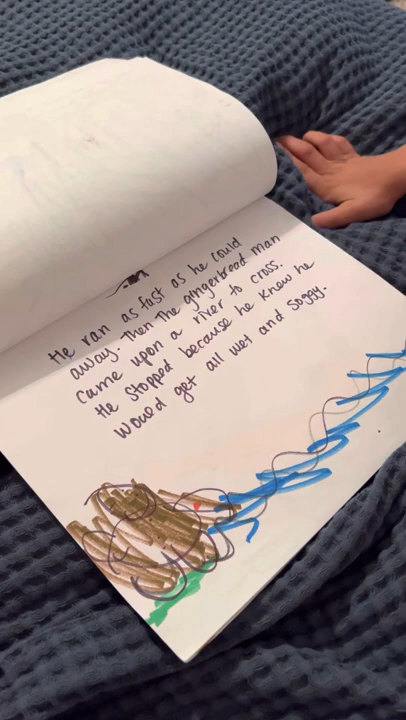 He ran as fast as he could
away. Then the gingerbread man
came upon a river to cross.
He stopped because he knew he
would get all wet and soggy.